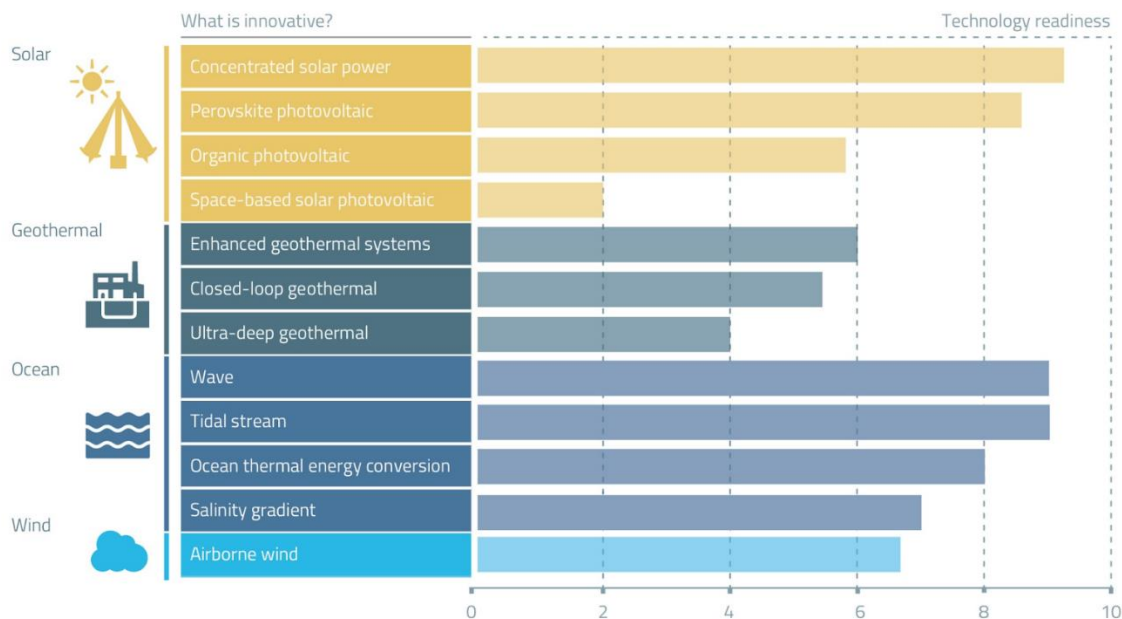 What is innovative?
Technology readiness
Solar
Concentrated solar power
Perovskite photovoltaic
Organic photovoltaic
Space-based solar photovoltaic
Geothermal
Enhanced geothermal systems
Closed-loop geothermal
Ultra-deep geothermal
Ocean
Wave
Tidal stream
Ocean thermal energy conversion
Salinity gradient
Wind
Airborne wind
0 2 4 6 8 10